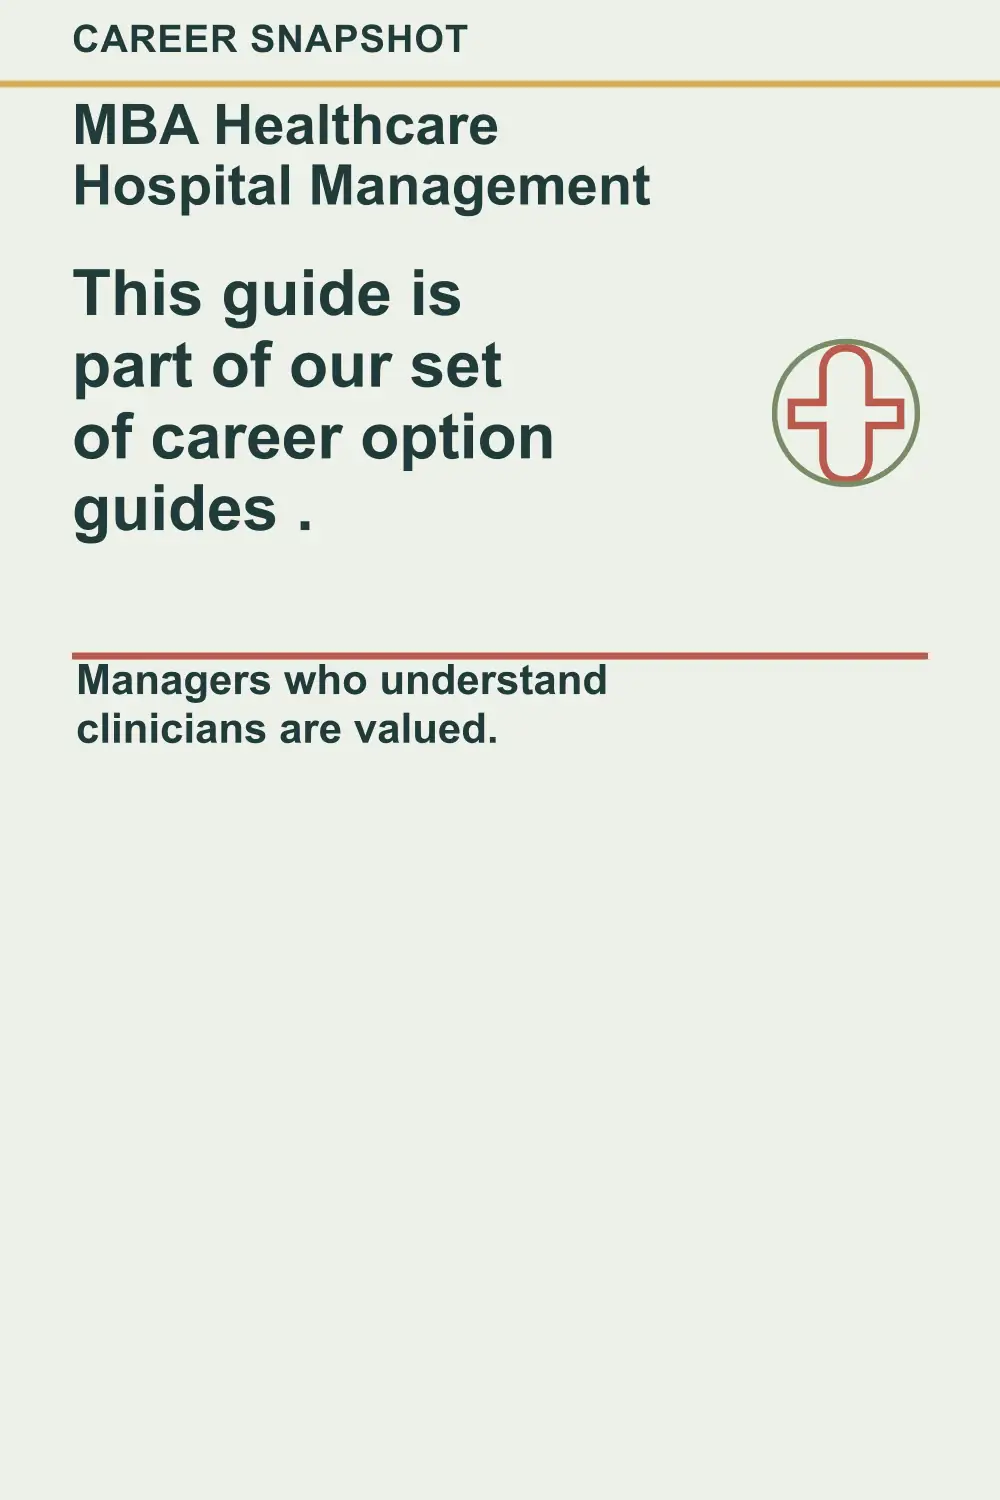 CAREER SNAPSHOT
MBA Healthcare
Hospital Management
This guide is
part of our set
of career option
guides .
Managers who understand
clinicians are valued.